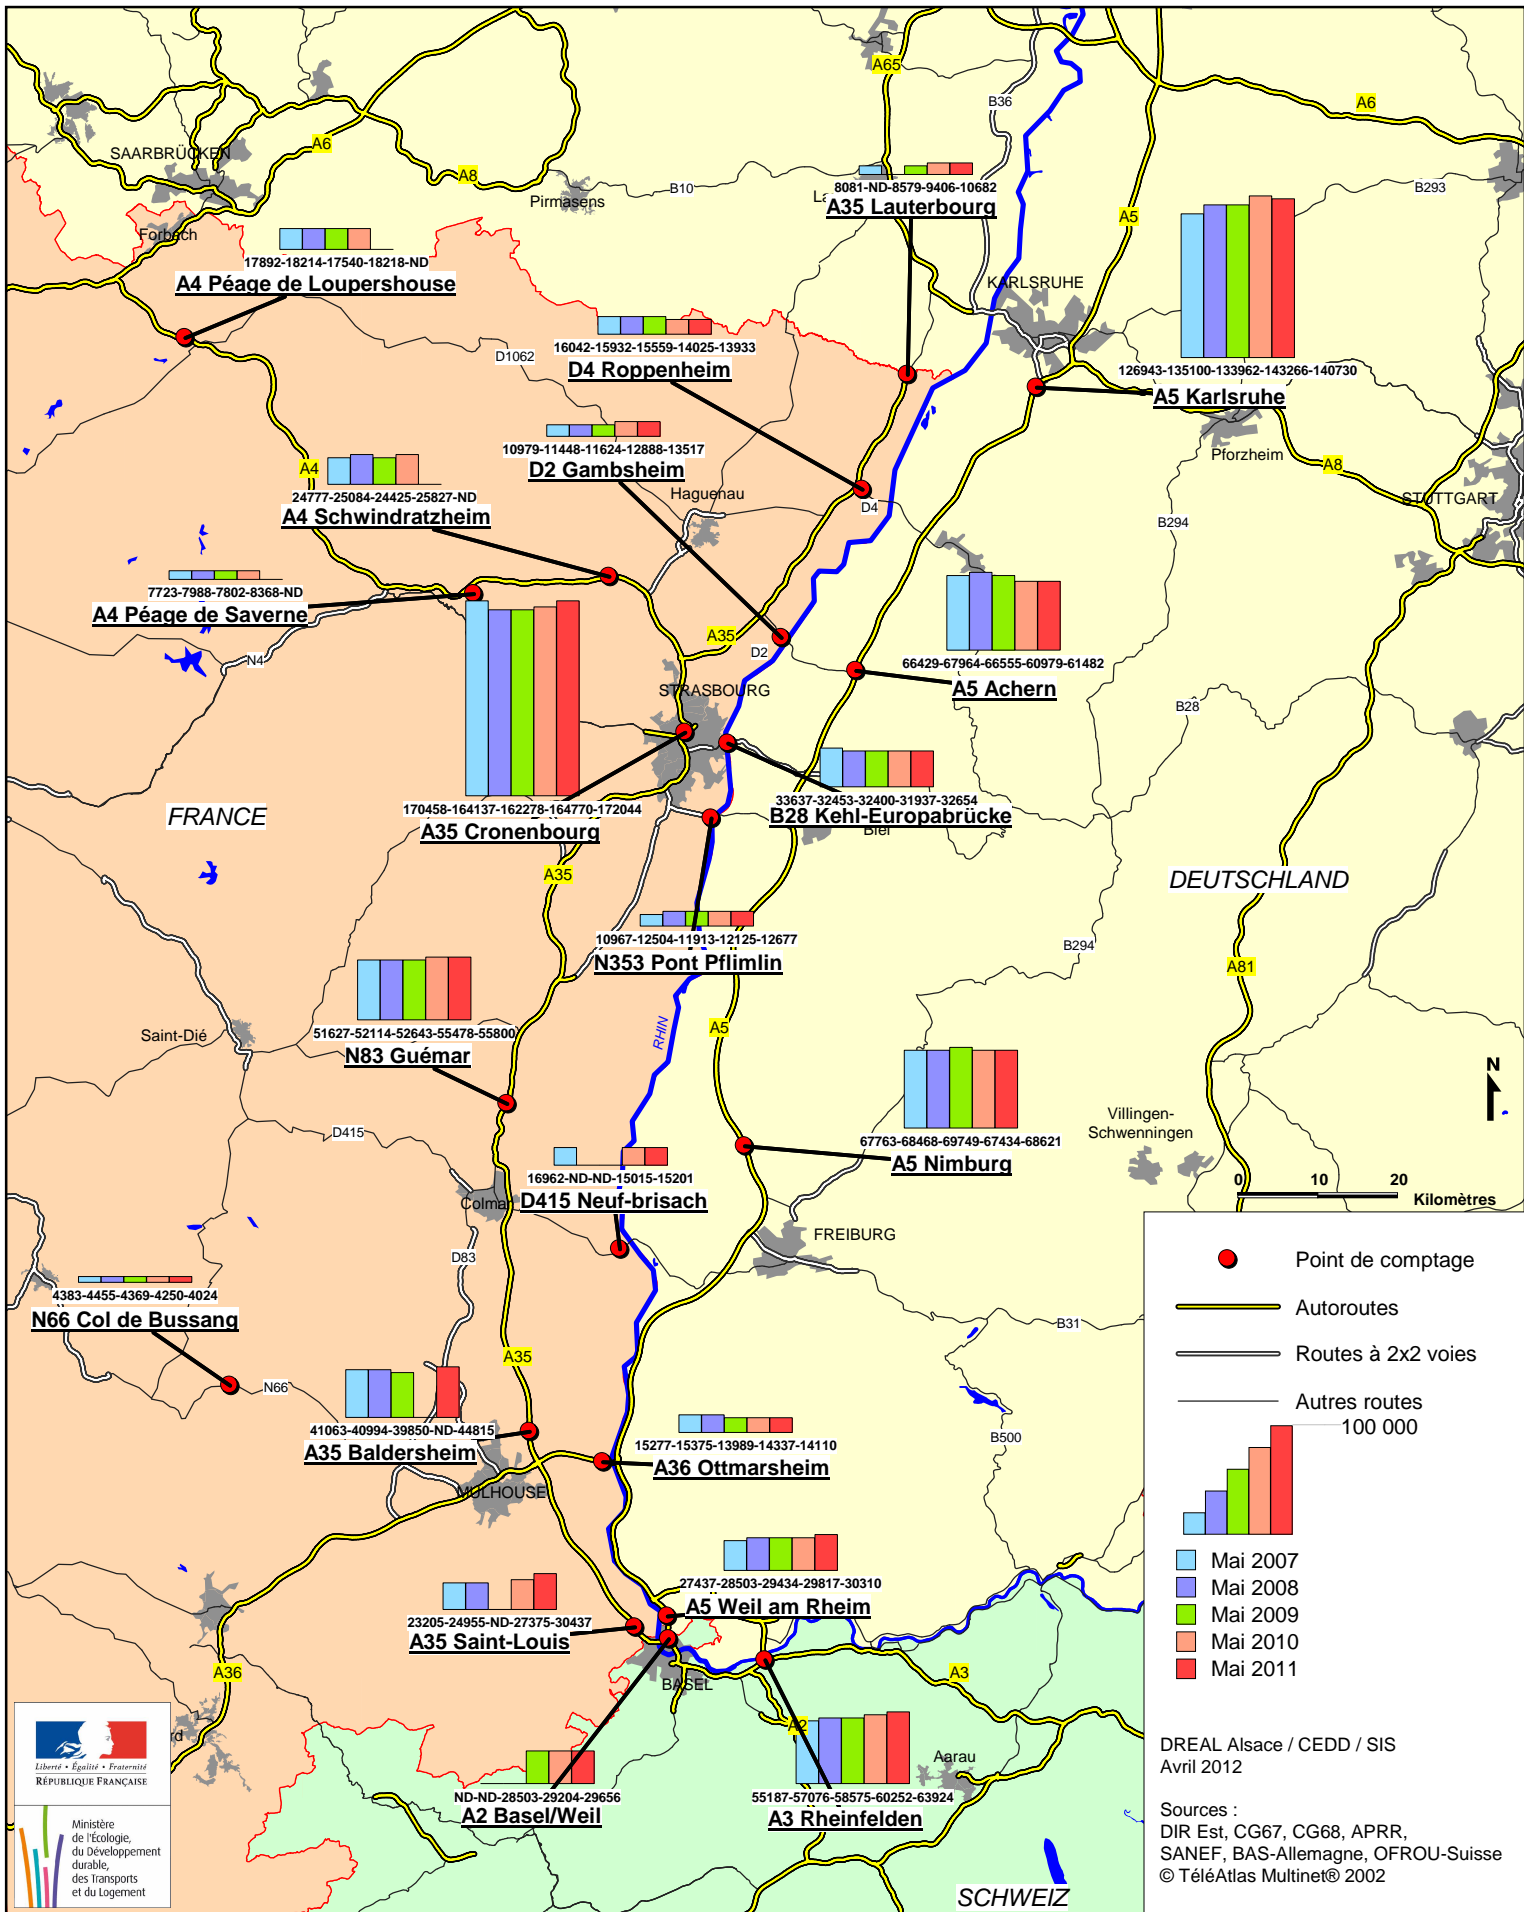 A65
B36
A6
A6
SAARBRÜCKEN
A8
Pirmasens
B10
B293
8081-ND-8579-9406-10682
A35 Lauterbourg
A5
Forbach
17892-18214-17540-18218-ND
A4 Péage de Loupershouse
KARLSRUHE
16042-15932-15559-14025-13933
D4 Roppenheim
D1062
126943-135100-133962-143266-140730
A5 Karlsruhe
10979-11448-11624-12888-13517
D2 Gambsheim
Pforzheim
A8
A4
24777-25084-24425-25827-ND
A4 Schwindratzheim
Haguenau
D4
STUTTGART
B294
7723-7988-7802-8368-ND
A4 Péage de Saverne
N4
A35
D2
66429-67964-66555-60979-61482
A5 Achern
STRASBOURG
B28
170458-164137-162278-164770-172044
A35 Cronenbourg
33637-32453-32400-31937-32654
B28 Kehl-Europabrücke
FRANCE
A35
DEUTSCHLAND
10967-12504-11913-12125-12677
N353 Pont Pflimlin
B294
A81
51627-52114-52643-55478-55800
N83 Guémar
Saint-Dié
RHIN
A5
N
D415
67763-68468-69749-67434-68621
A5 Nimburg
Villingen-
Schwenningen
16962-ND-ND-15015-15201
D415 Neuf-brisach
Colmar
0 10 20
Kilomètres
D83
FREIBURG
4383-4455-4369-4250-4024
N66 Col de Bussang
N66
A35
B31
41063-40994-39850-ND-44815
A35 Baldersheim
15277-15375-13989-14337-14110
A36 Ottmarsheim
B500
MULHOUSE
27437-28503-29434-29817-30310
A5 Weil am Rheim
23205-24955-ND-27375-30437
A35 Saint-Louis
A36
BASEL
A3
A2
Aarau
ND-ND-28503-29204-29656
A2 Basel/Weil
55187-57076-58575-60252-63924
A3 Rheinfelden
SCHWEIZ
Point de comptage
Autoroutes
Routes à 2x2 voies
Autres routes
100 000
Mai 2007
Mai 2008
Mai 2009
Mai 2010
Mai 2011
DREAL Alsace / CEDD / SIS
Avril 2012
Sources :
DIR Est, CG67, CG68, APRR,
SANEF, BAS-Allemagne, OFROU-Suisse
© TéléAtlas Multinet® 2002
Liberté • Égalité • Fraternité
RÉPUBLIQUE FRANÇAISE
Ministère
de l'Écologie,
du Développement
durable,
des Transports
et du Logement